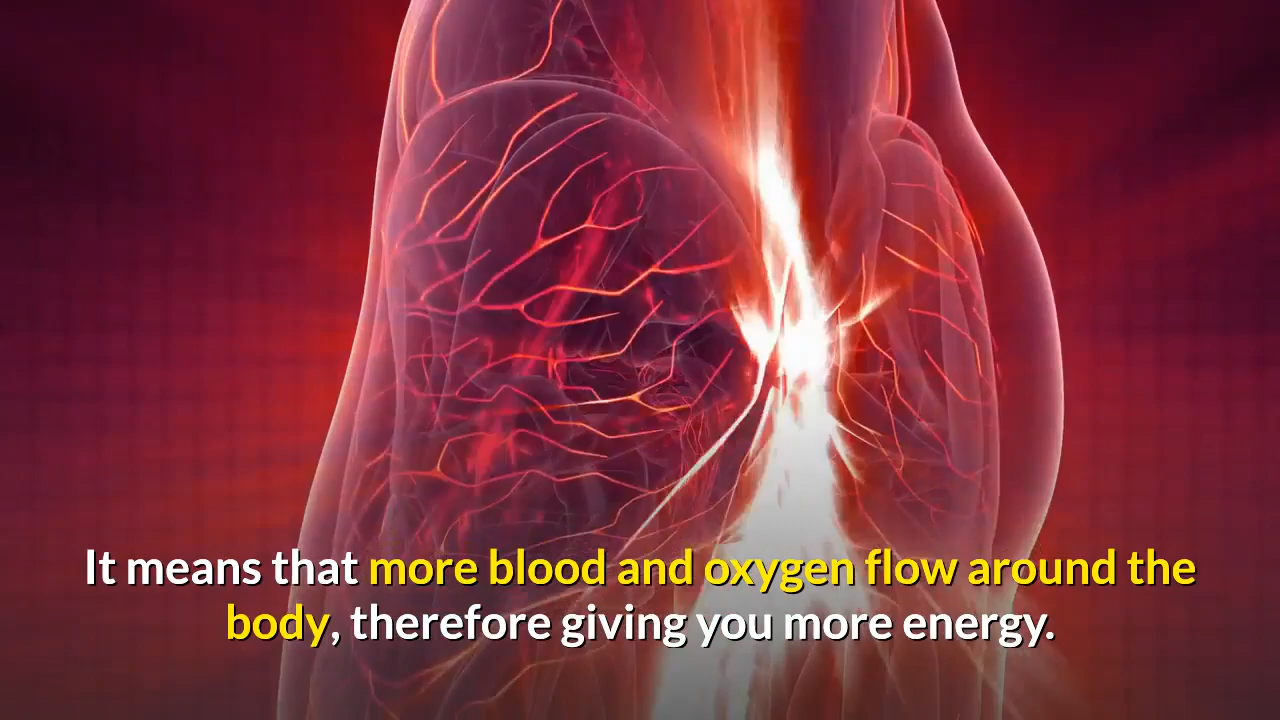 It means that more blood and oxygen flow around the
body, therefore giving you more energy.